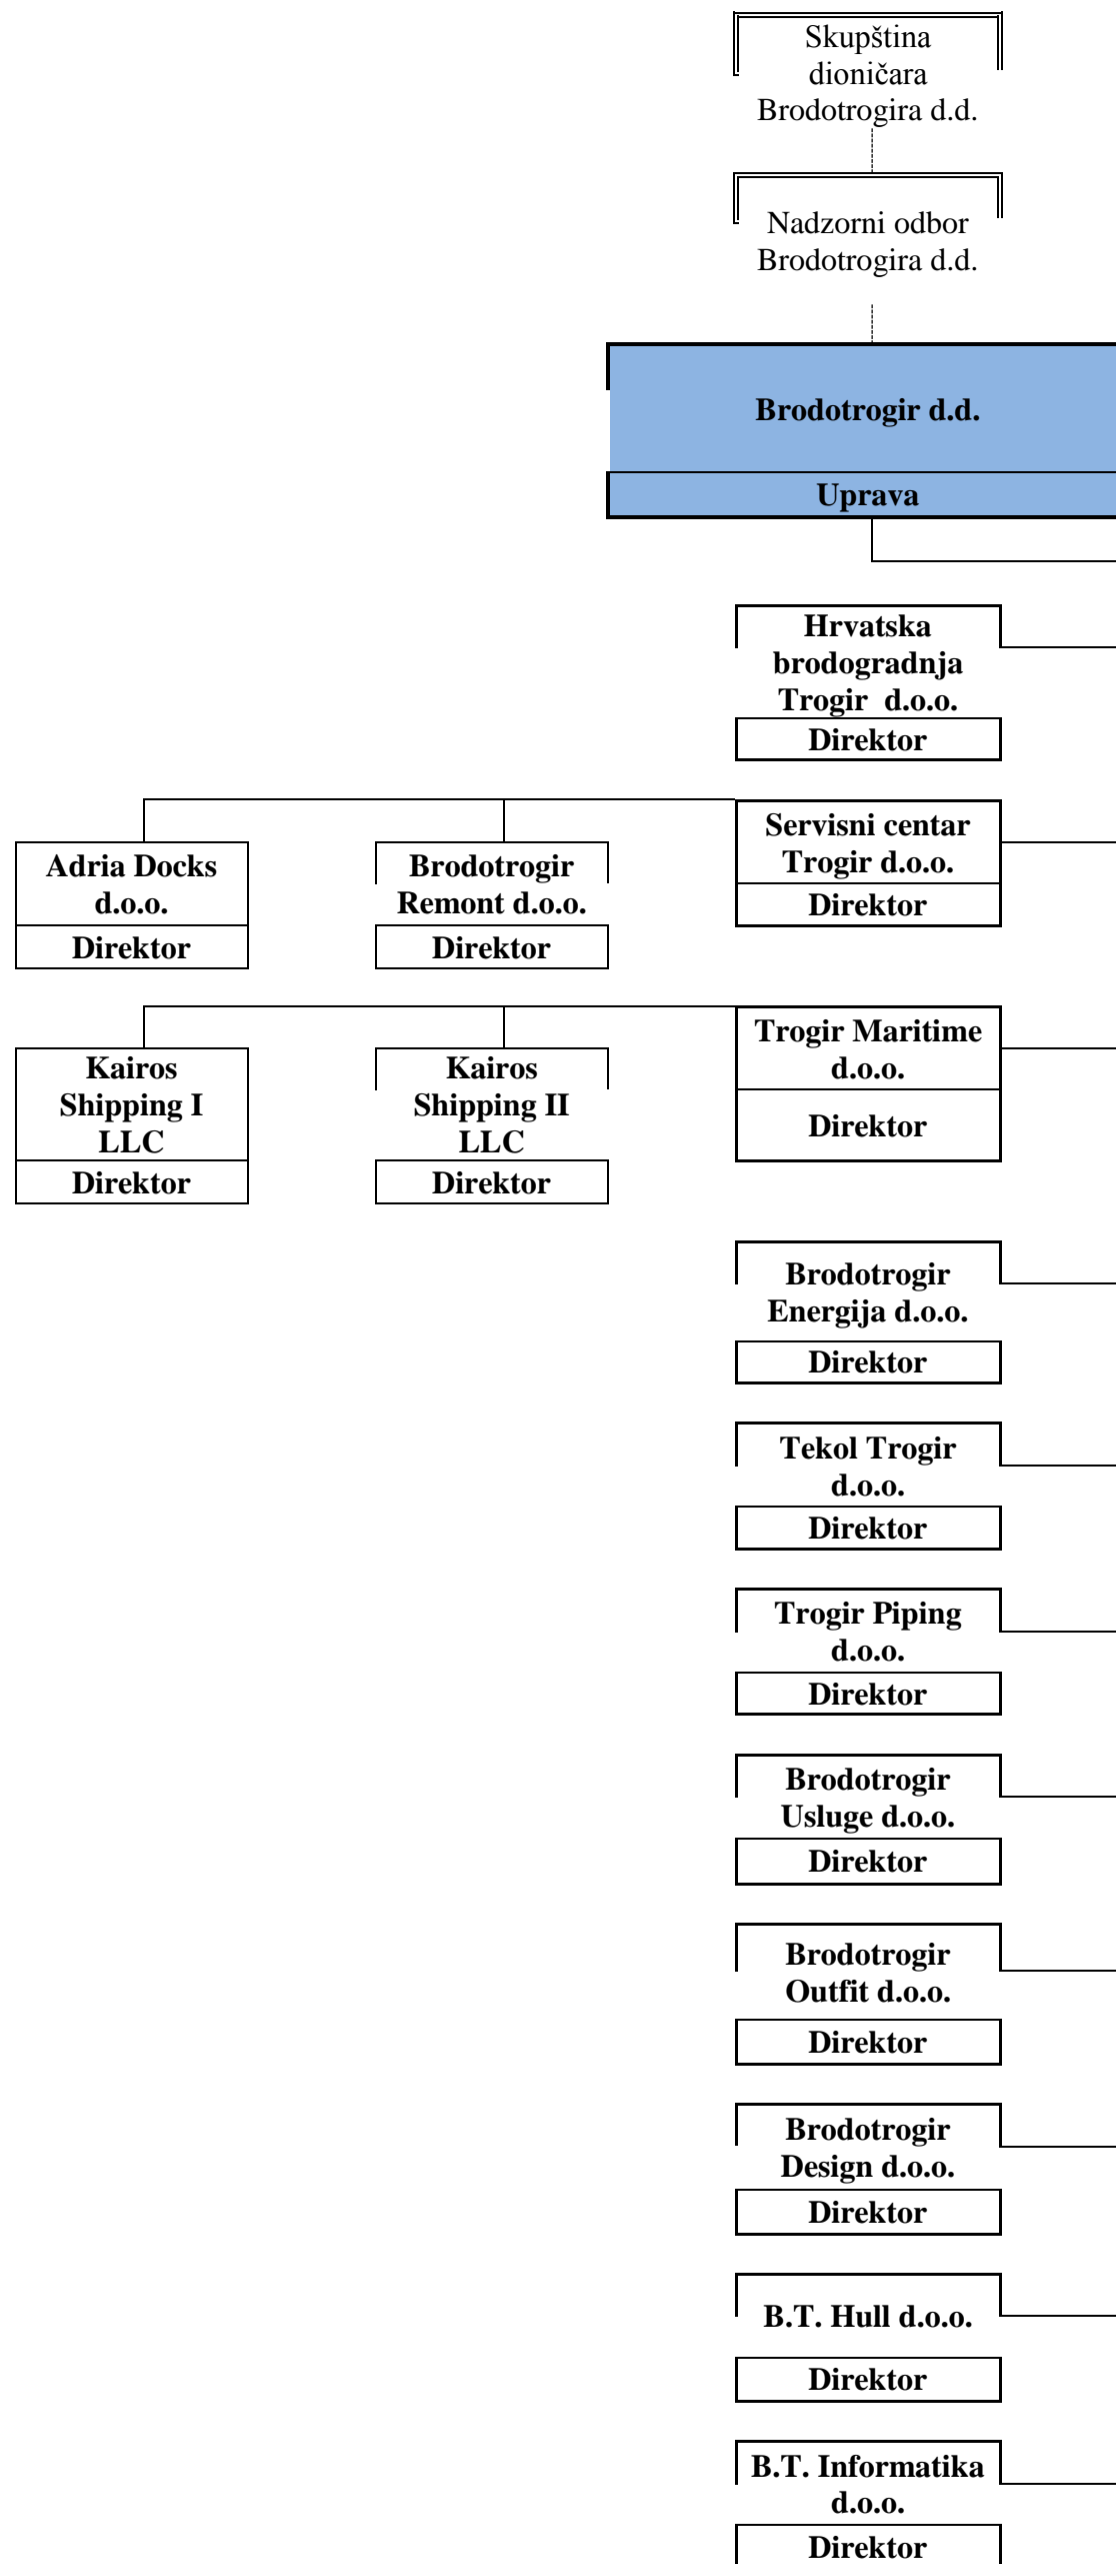 Skupština
dioničara
Brodotrogira d.d.
Nadzorni odbor
Brodotrogira d.d.
Brodotrogir d.d.
Uprava
Hrvatska
brodogradnja
Trogir d.o.o.
Direktor
Servisni centar
Trogir d.o.o.
Direktor
Adria Docks
d.o.o.
Direktor
Brodotrogir
Remont d.o.o.
Direktor
Trogir Maritime
d.o.o.
Direktor
Kairos
Shipping I
LLC
Direktor
Kairos
Shipping II
LLC
Direktor
Brodotrogir
Energija d.o.o.
Direktor
Tekol Trogir
d.o.o.
Direktor
Trogir Piping
d.o.o.
Direktor
Brodotrogir
Usluge d.o.o.
Direktor
Brodotrogir
Outfit d.o.o.
Direktor
Brodotrogir
Design d.o.o.
Direktor
B.T. Hull d.o.o.
Direktor
B.T. Informatika
d.o.o.
Direktor